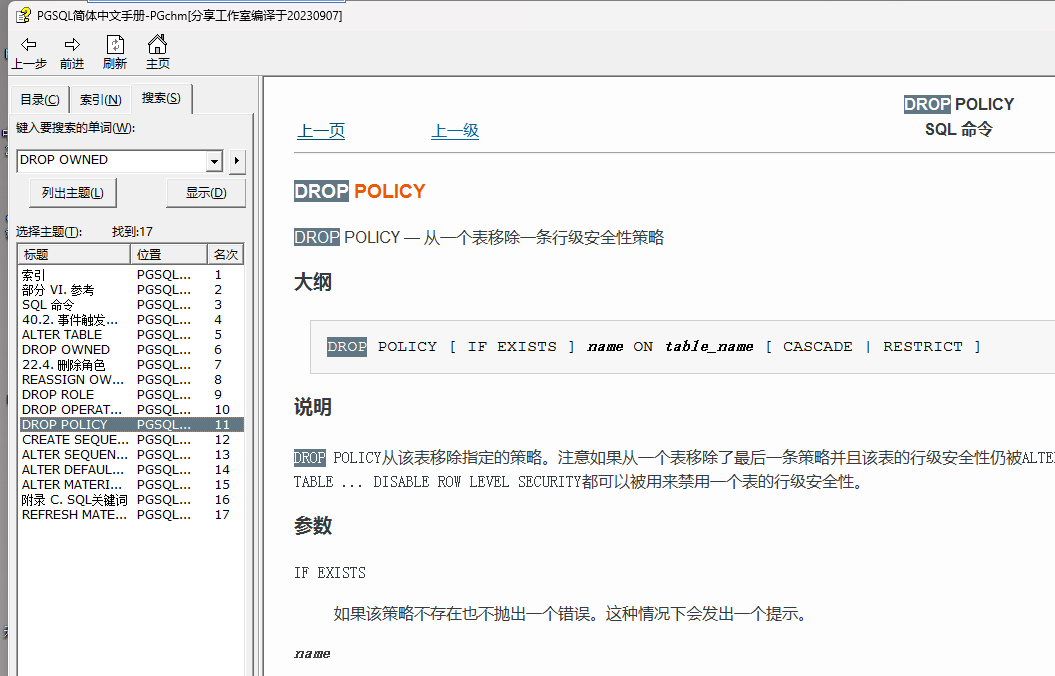 PGSQL简体中文手册-PGchm[分享工作室编译于20230907]
上一步 前进 刷新 主页
目录(C) 索引(N) 搜索(S)
键入要搜索的单词(W):
DROP OWNED
列出主题(L) 显示(D)
选择主题(T): 找到:17
标题 位置 名次
索引 PGSQL... 1
部分 VI. 参考 PGSQL... 2
SQL 命令 PGSQL... 3
40.2. 事件触发... PGSQL... 4
ALTER TABLE PGSQL... 5
DROP OWNED PGSQL... 6
22.4. 删除角色 PGSQL... 7
REASSIGN OW... PGSQL... 8
DROP ROLE PGSQL... 9
DROP OPERAT... PGSQL... 10
DROP POLICY PGSQL... 11
CREATE SEQUE... PGSQL... 12
ALTER SEQUEN... PGSQL... 13
ALTER DEFAUL... PGSQL... 14
ALTER MATERI... PGSQL... 15
附录 C. SQL关键词 PGSQL... 16
REFRESH MATE... PGSQL... 17
DROP POLICY
上一页 上一级 SQL 命令
DROP POLICY
DROP POLICY — 从一个表移除一条行级安全性策略
大纲
DROP POLICY [ IF EXISTS ] name ON table_name [ CASCADE | RESTRICT ]
说明
DROP POLICY从该表移除指定的策略。注意如果从一个表移除了最后一条策略并且该表的行级安全性仍被ALTE
TABLE ... DISABLE ROW LEVEL SECURITY都可以被用来禁用一个表的行级安全性。
参数
IF EXISTS
如果该策略不存在也不抛出一个错误。这种情况下会发出一个提示。
name